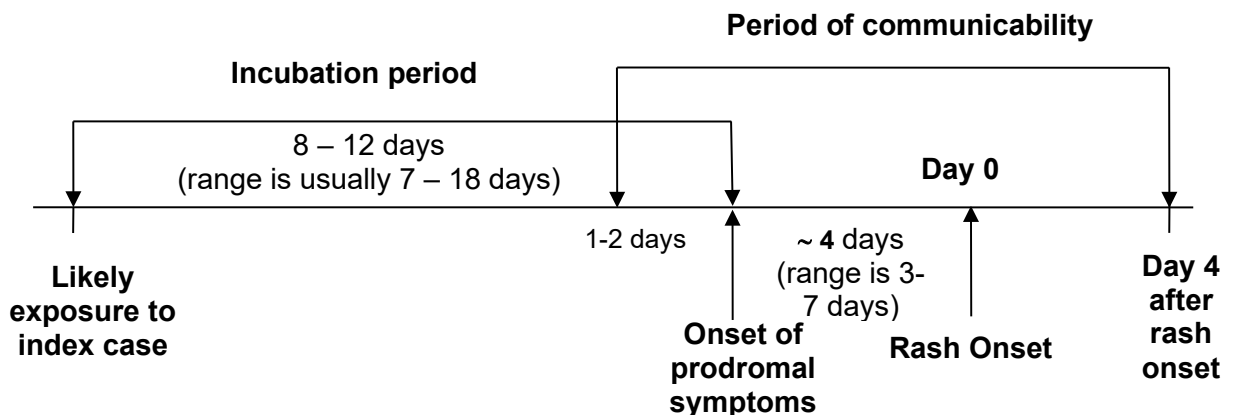 Period of communicability
Incubation period
8 – 12 days
(range is usually 7 – 18 days)
Day 0
1-2 days
~ 4 days
(range is 3-
7 days)
Likely
exposure to
index case
Onset of
prodromal
symptoms
Rash Onset
Day 4
after
rash
onset